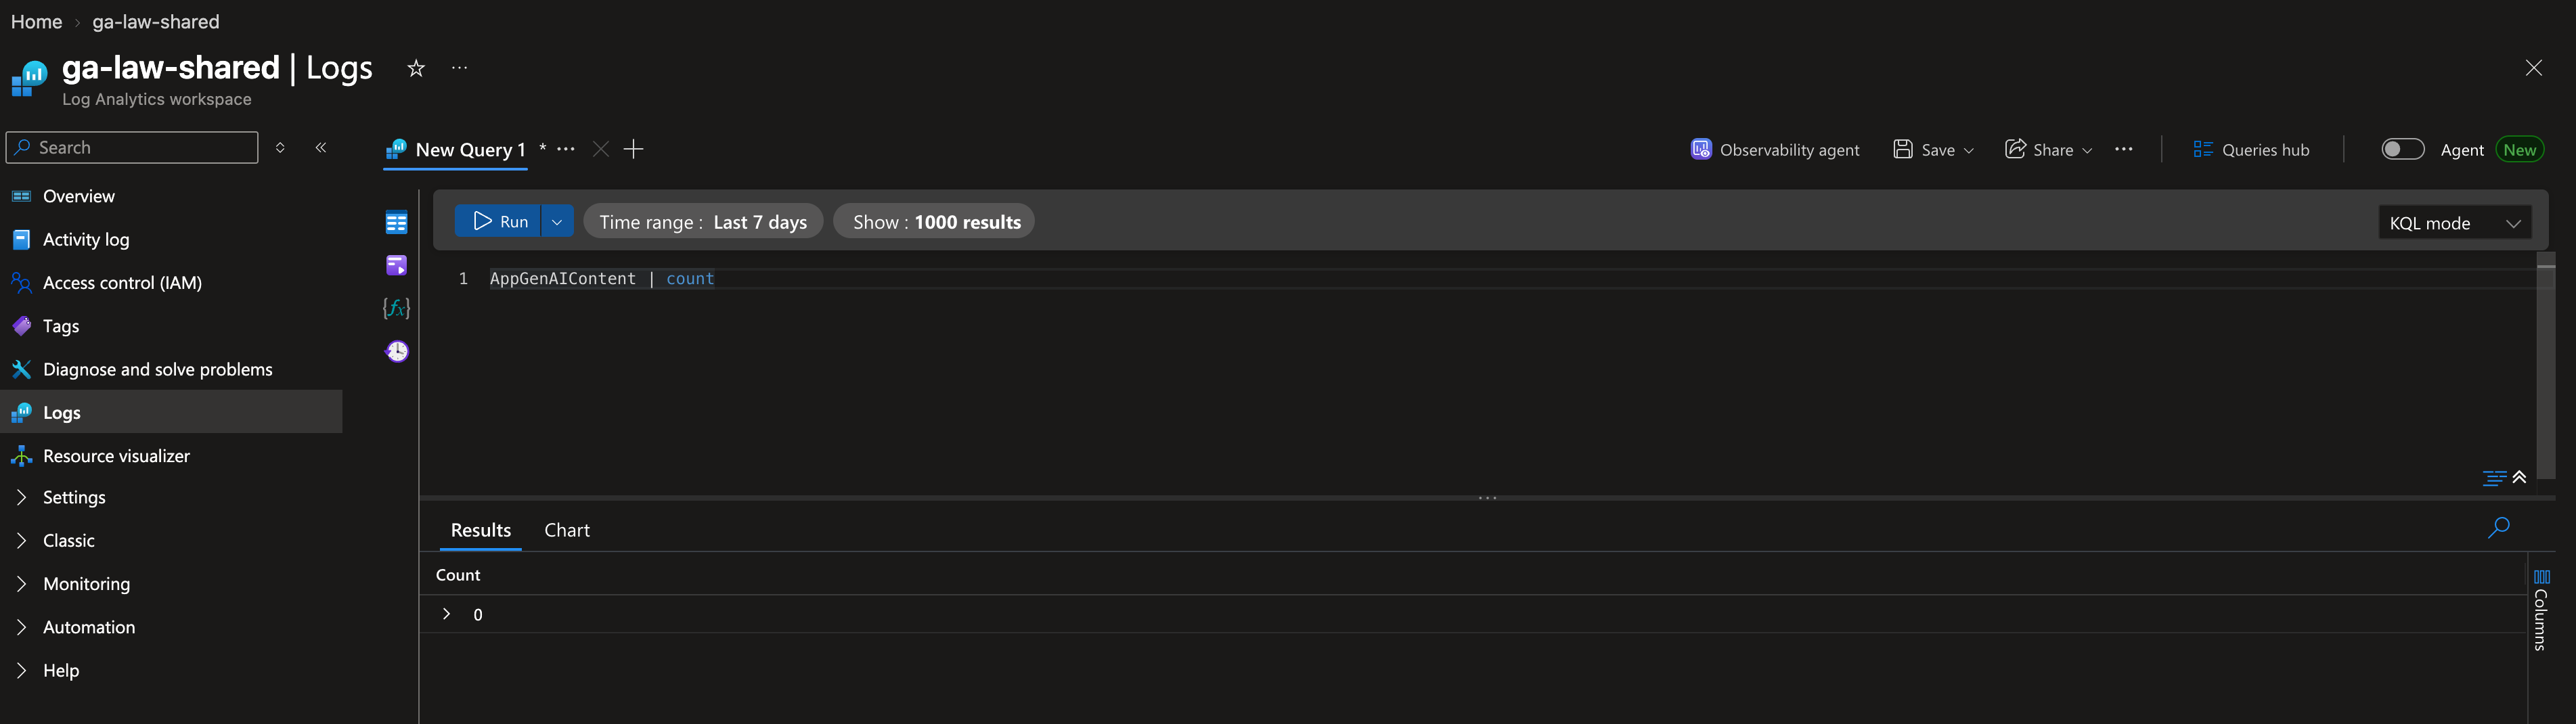 Home > ga-law-shared
ga-law-shared | Logs
Log Analytics workspace
Search
Overview
Activity log
Access control (IAM)
Tags
Diagnose and solve problems
Logs
Resource visualizer
Settings
Classic
Monitoring
Automation
Help
New Query 1 * ...
Observability agent
Save
Share
Queries hub
Agent New
Run
Time range : Last 7 days
Show : 1000 results
KQL mode
{fx}
1 AppGenAIContent | count
Results Chart
Count
0
Columns